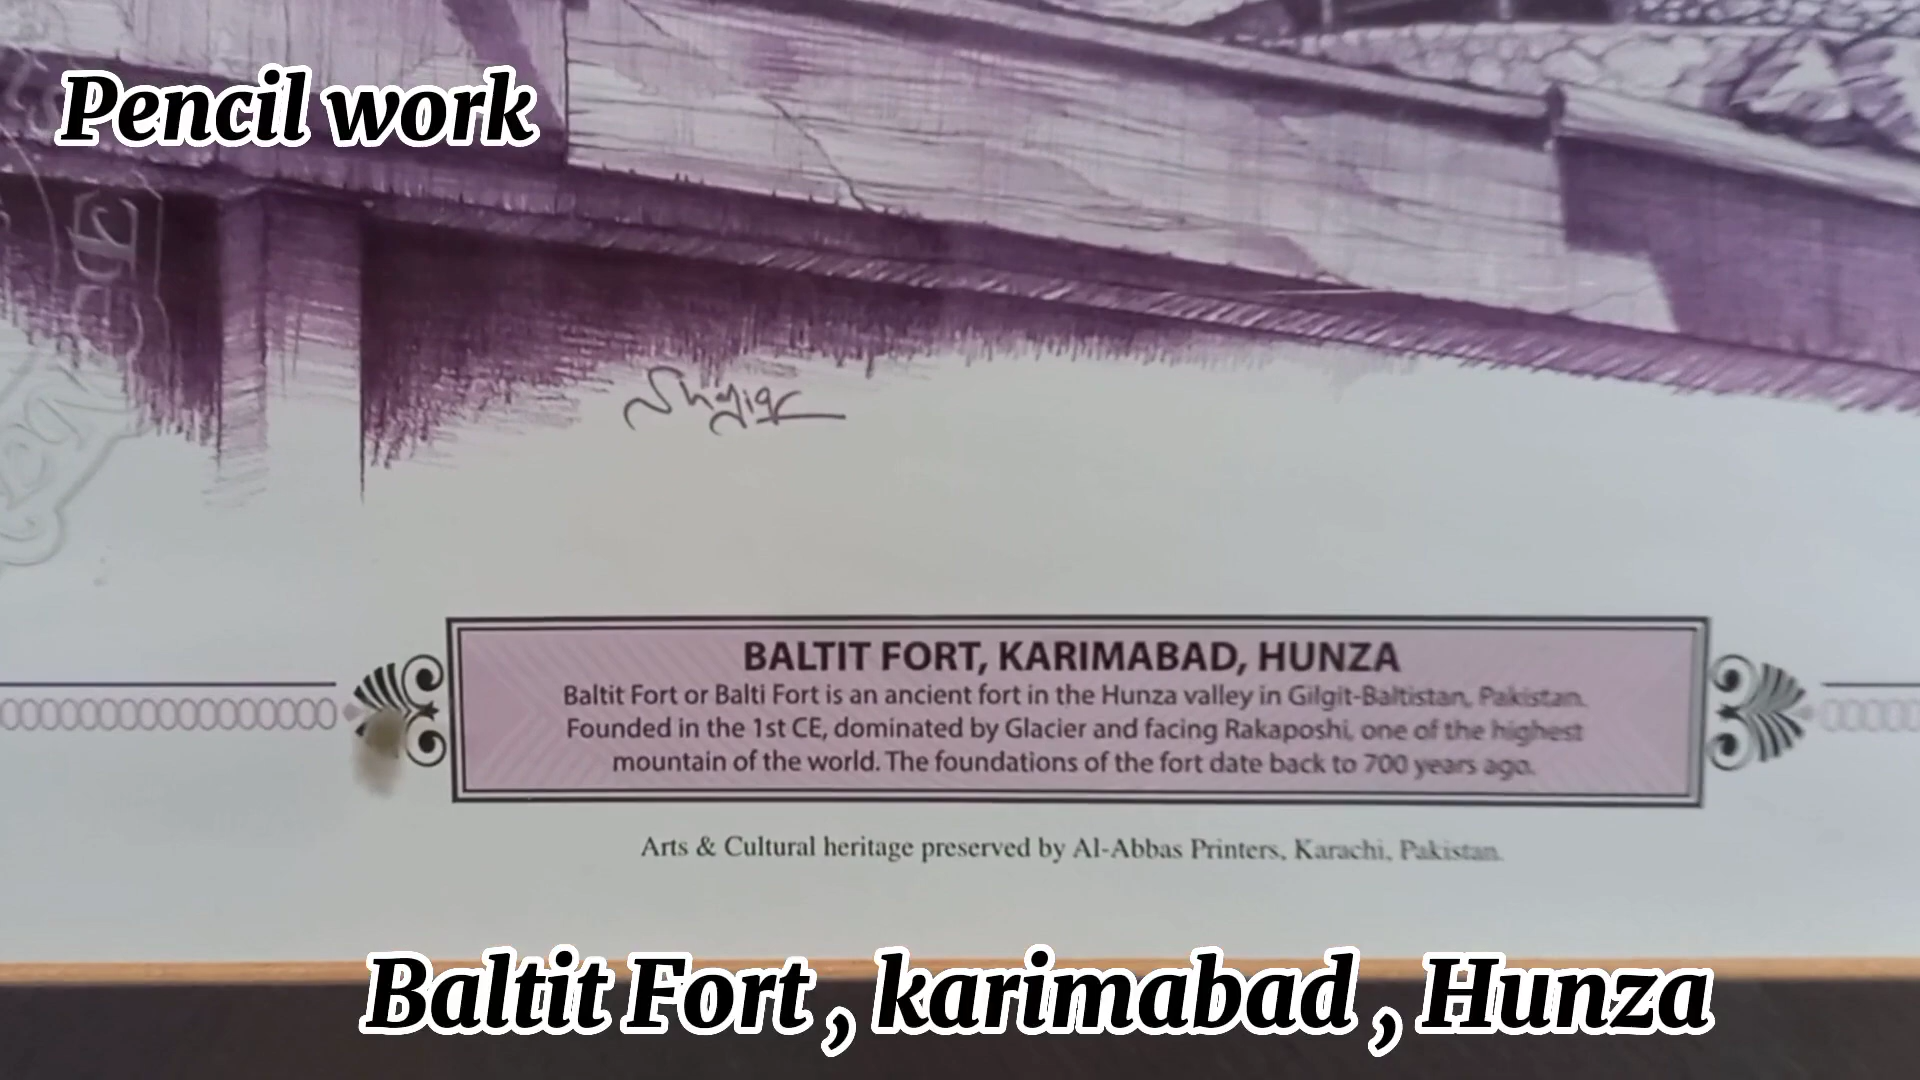 Pencil work
Shafiq
BALTIT FORT, KARIMABAD, HUNZA
Baltit Fort or Balti Fort is an ancient fort in the Hunza valley in Gilgit-Baltistan, Pakistan.
Founded in the 1st CE, dominated by Glacier and facing Rakaposhi, one of the highest
mountain of the world. The foundations of the fort date back to 700 years ago.
Arts & Cultural heritage preserved by Al-Abbas Printers, Karachi, Pakistan.
Baltit Fort , karimabad , Hunza